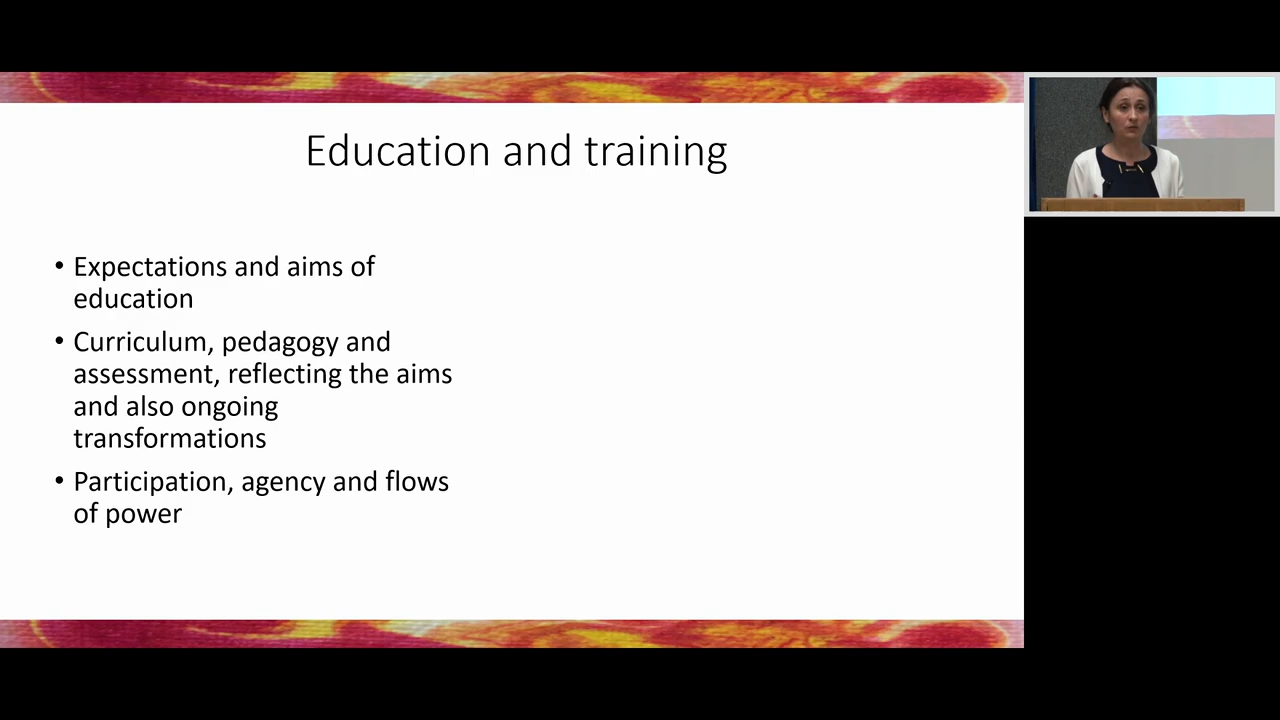 Education and training
• Expectations and aims of
education
• Curriculum, pedagogy and
assessment, reflecting the aims
and also ongoing
transformations
• Participation, agency and flows
of power